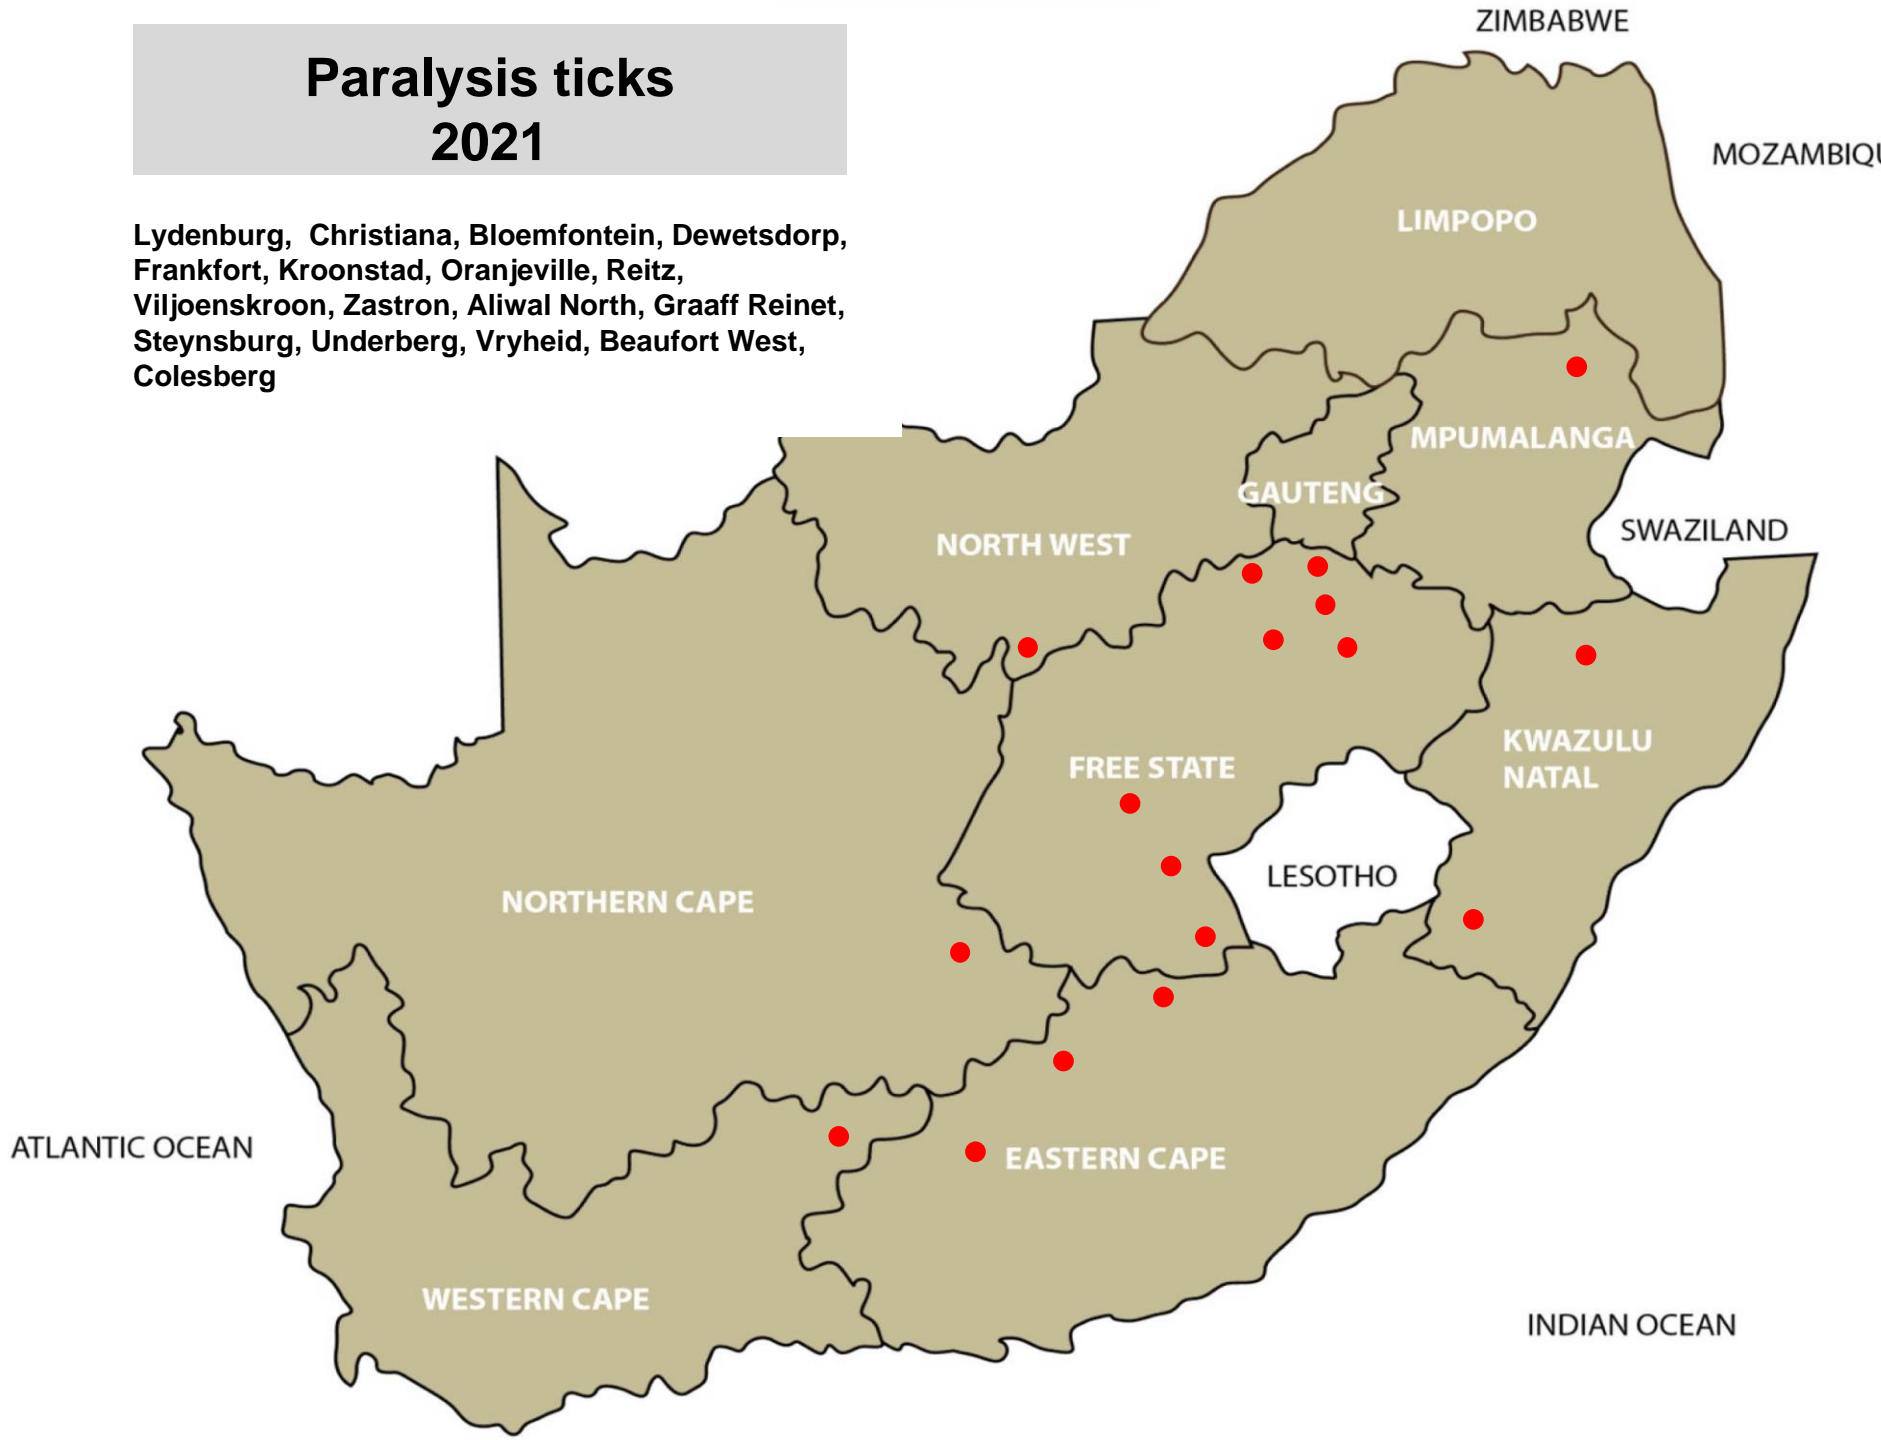 Paralysis ticks
2021
Lydenburg, Christiana, Bloemfontein, Dewetsdorp,
Frankfort, Kroonstad, Oranjeville, Reitz,
Viljoenskroon, Zastron, Aliwal North, Graaff Reinet,
Steynsburg, Underberg, Vryheid, Beaufort West,
Colesberg
ZIMBABWE
MOZAMBIQU
LIMPOPO
MPUMALANGA
GAUTENG
SWAZILAND
NORTH WEST
KWAZULU
NATAL
FREE STATE
LESOTHO
NORTHERN CAPE
ATLANTIC OCEAN
EASTERN CAPE
WESTERN CAPE
INDIAN OCEAN